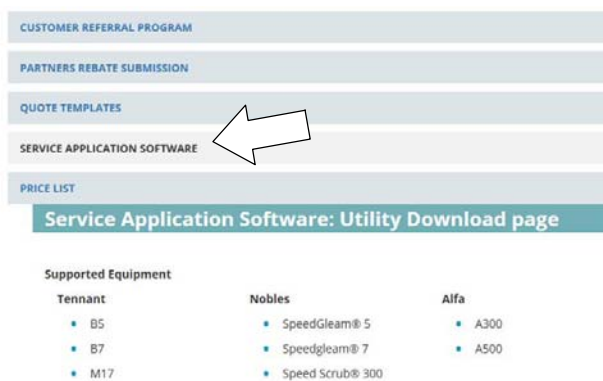 CUSTOMER REFERRAL PROGRAM
PARTNERS REBATE SUBMISSION
QUOTE TEMPLATES
SERVICE APPLICATION SOFTWARE
PRICE LIST
Service Application Software: Utility Download page
Supported Equipment
Tennant Nobles Alfa
• B5 • SpeedGleam® 5 • A300
• B7 • Speedgleam® 7 • A500
• M17 • Speed Scrub® 300